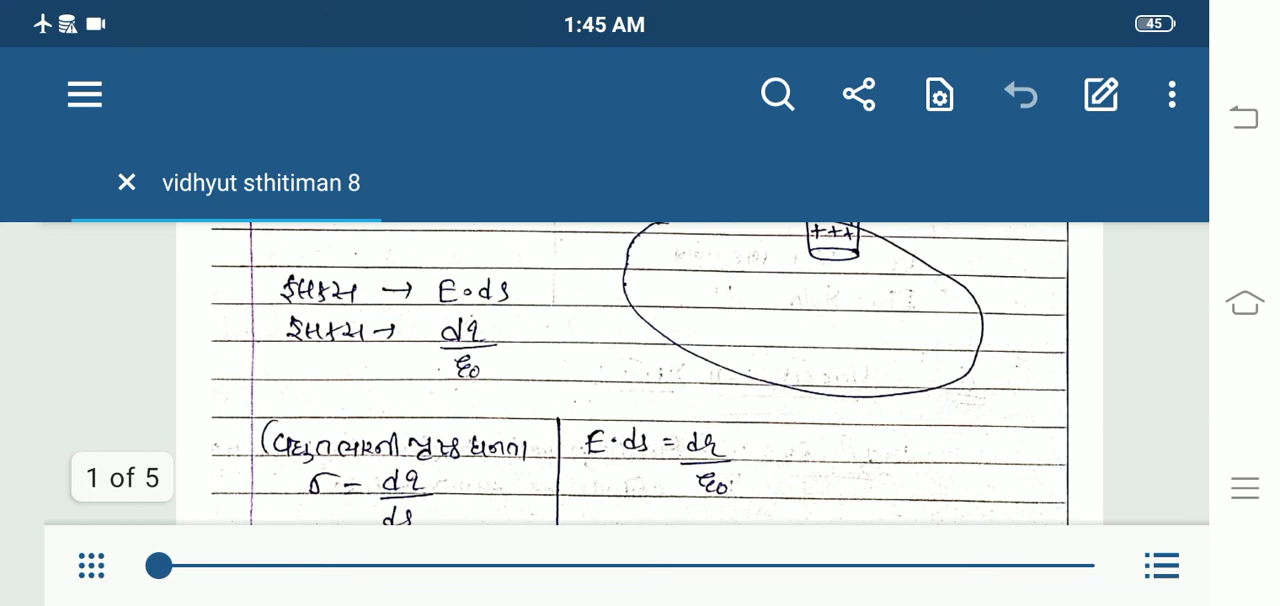 1:45 AM
45
vidhyut sthitiman 8
+++
ફ્લક્સ → E·ds
ફ્લક્સ → dq
ε0
(વિદ્યુતભારની પૃષ્ઠ ઘનતા
E·ds = dq
ε0
σ = dq
ds
1 of 5